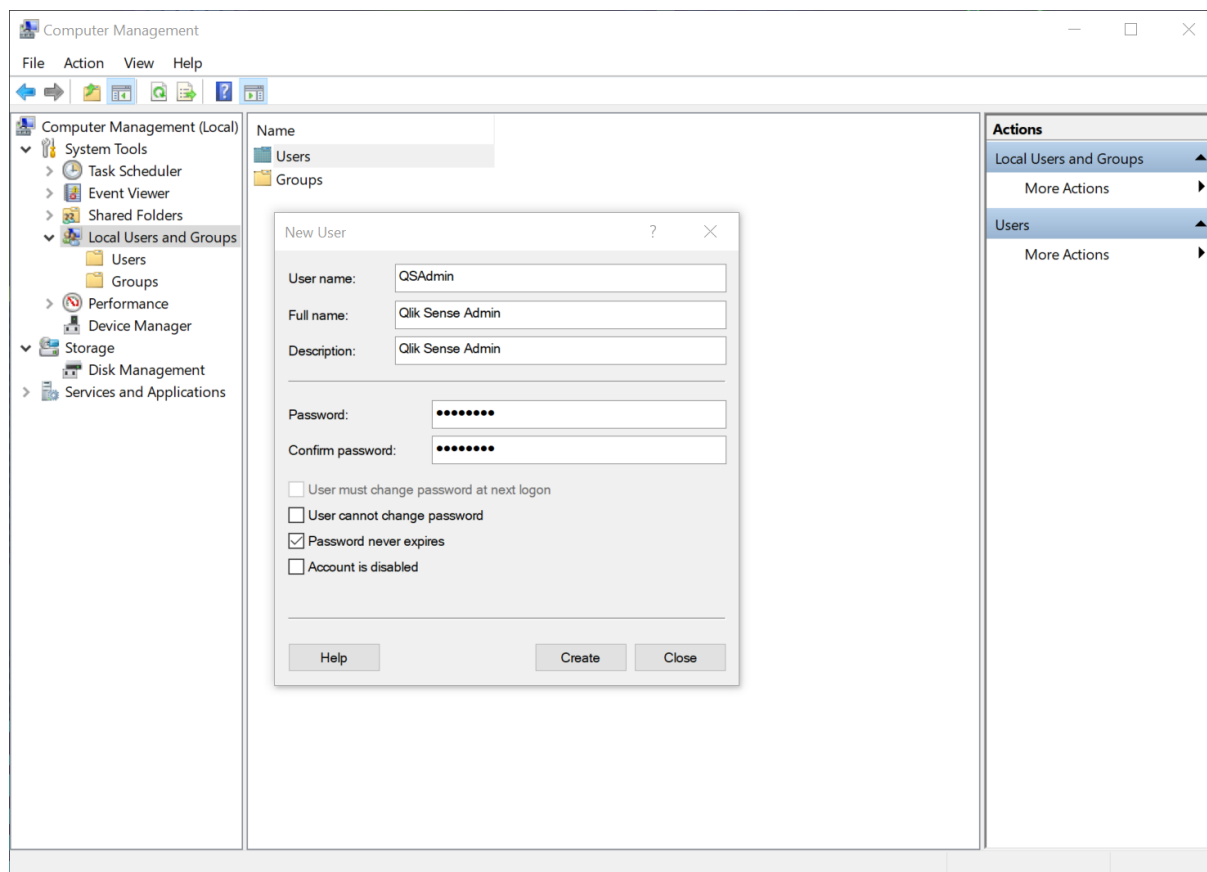 Computer Management
File Action View Help
Computer Management (Local)
System Tools
Task Scheduler
Event Viewer
Shared Folders
Local Users and Groups
Users
Groups
Performance
Device Manager
Storage
Disk Management
Services and Applications
Name
Users
Groups
New User
User name: QSAdmin
Full name: Qlik Sense Admin
Description: Qlik Sense Admin
Password: ●●●●●●●●
Confirm password: ●●●●●●●●
User must change password at next logon
User cannot change password
Password never expires
Account is disabled
Help Create Close
Actions
Local Users and Groups
More Actions
Users
More Actions